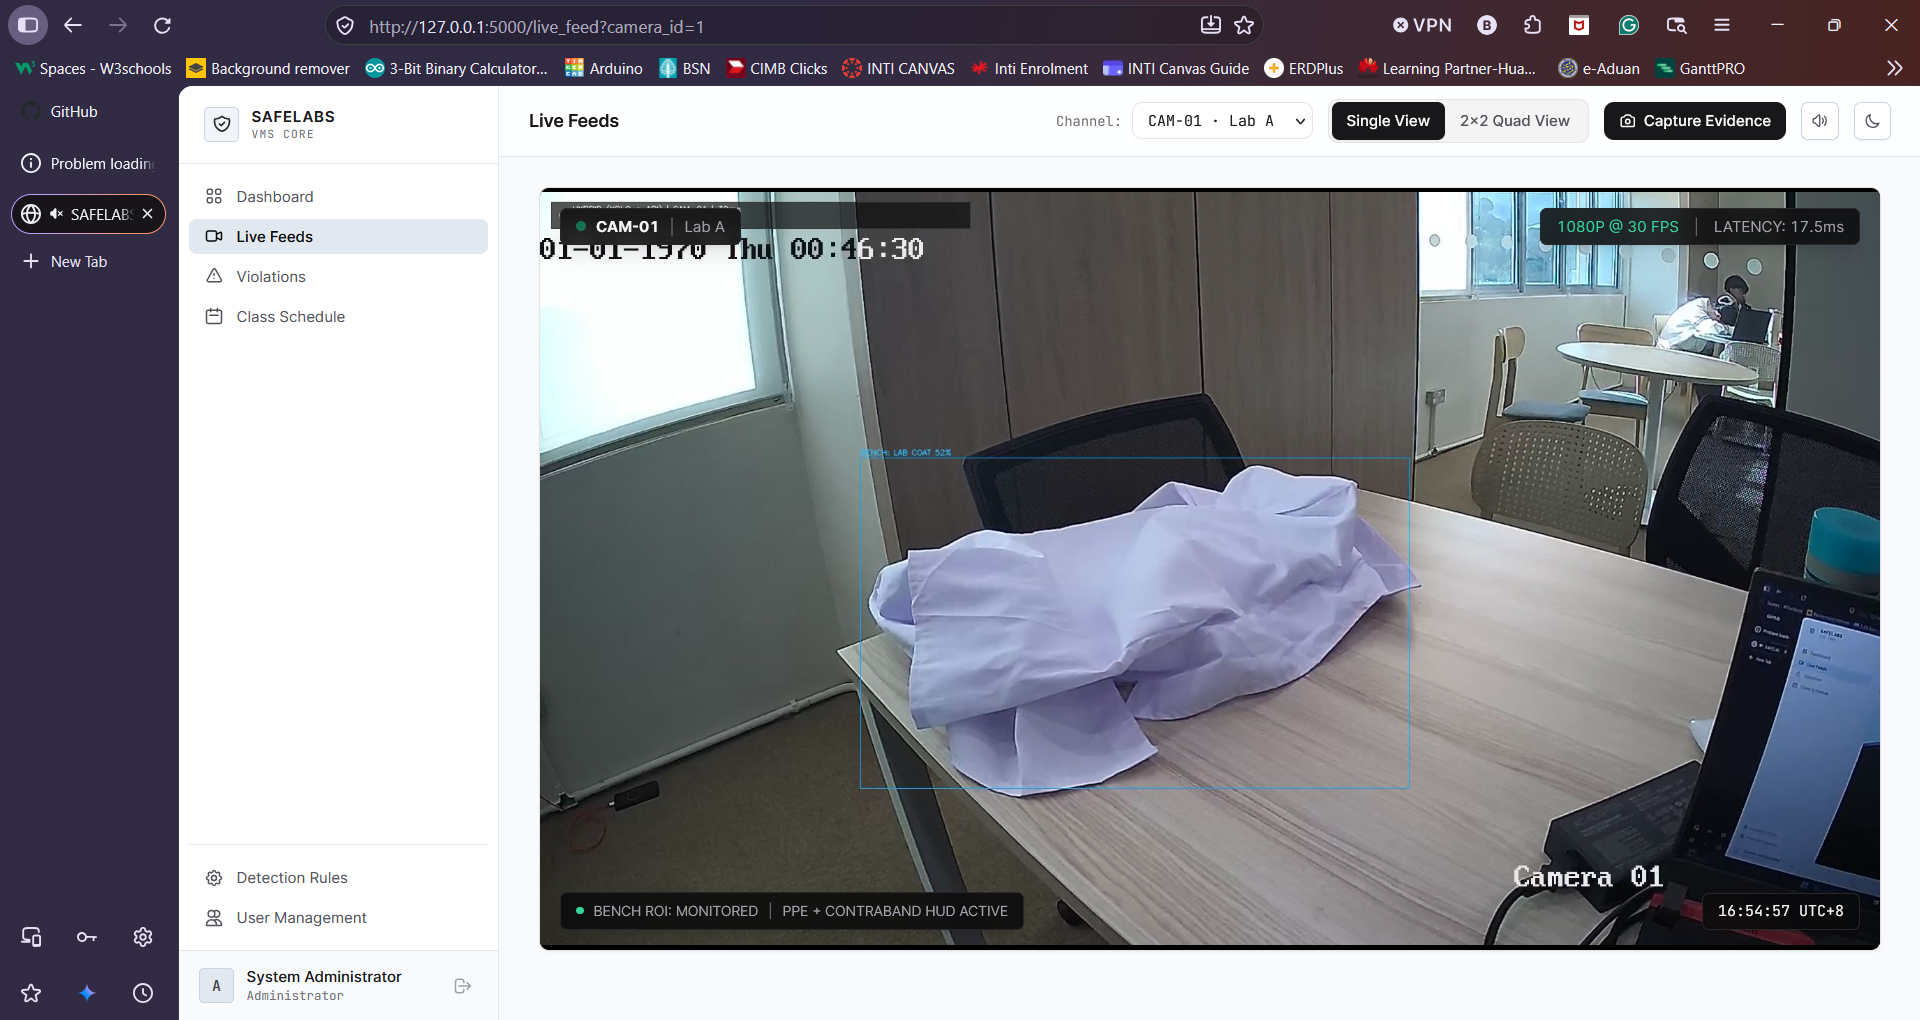 http://127.0.0.1:5000/live_feed?camera_id=1
VPN
B
Spaces - W3schools
Background remover
3-Bit Binary Calculator...
Arduino
BSN
CIMB Clicks
INTI CANVAS
Inti Enrolment
INTI Canvas Guide
ERDPlus
Learning Partner-Hua...
e-Aduan
GanttPRO
GitHub
Problem loading
SAFELABS
New Tab
SAFELABS
VMS CORE
Dashboard
Live Feeds
Violations
Class Schedule
Detection Rules
User Management
A
System Administrator
Administrator
Live Feeds
Channel:
CAM-01 · Lab A
Single View
2×2 Quad View
Capture Evidence
CAM-01 | Lab A
1080P @ 30 FPS | LATENCY: 17.5ms
01-01-1970 Thu 00:46:30
BENCH: LAB COAT 52%
Camera 01
BENCH ROI: MONITORED | PPE + CONTRABAND HUD ACTIVE
16:54:57 UTC+8